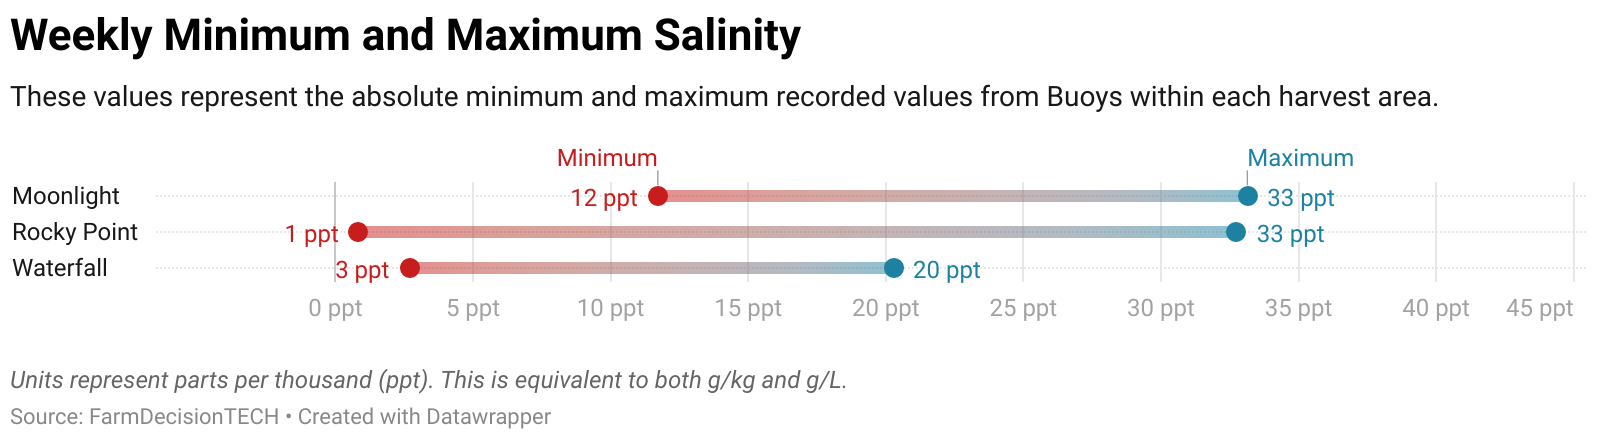 Weekly Minimum and Maximum Salinity
These values represent the absolute minimum and maximum recorded values from Buoys within each harvest area.
Minimum Maximum
Moonlight 12 ppt 33 ppt
Rocky Point 1 ppt 33 ppt
Waterfall 3 ppt 20 ppt
0 ppt 5 ppt 10 ppt 15 ppt 20 ppt 25 ppt 30 ppt 35 ppt 40 ppt 45 ppt
Units represent parts per thousand (ppt). This is equivalent to both g/kg and g/L.
Source: FarmDecisionTECH • Created with Datawrapper